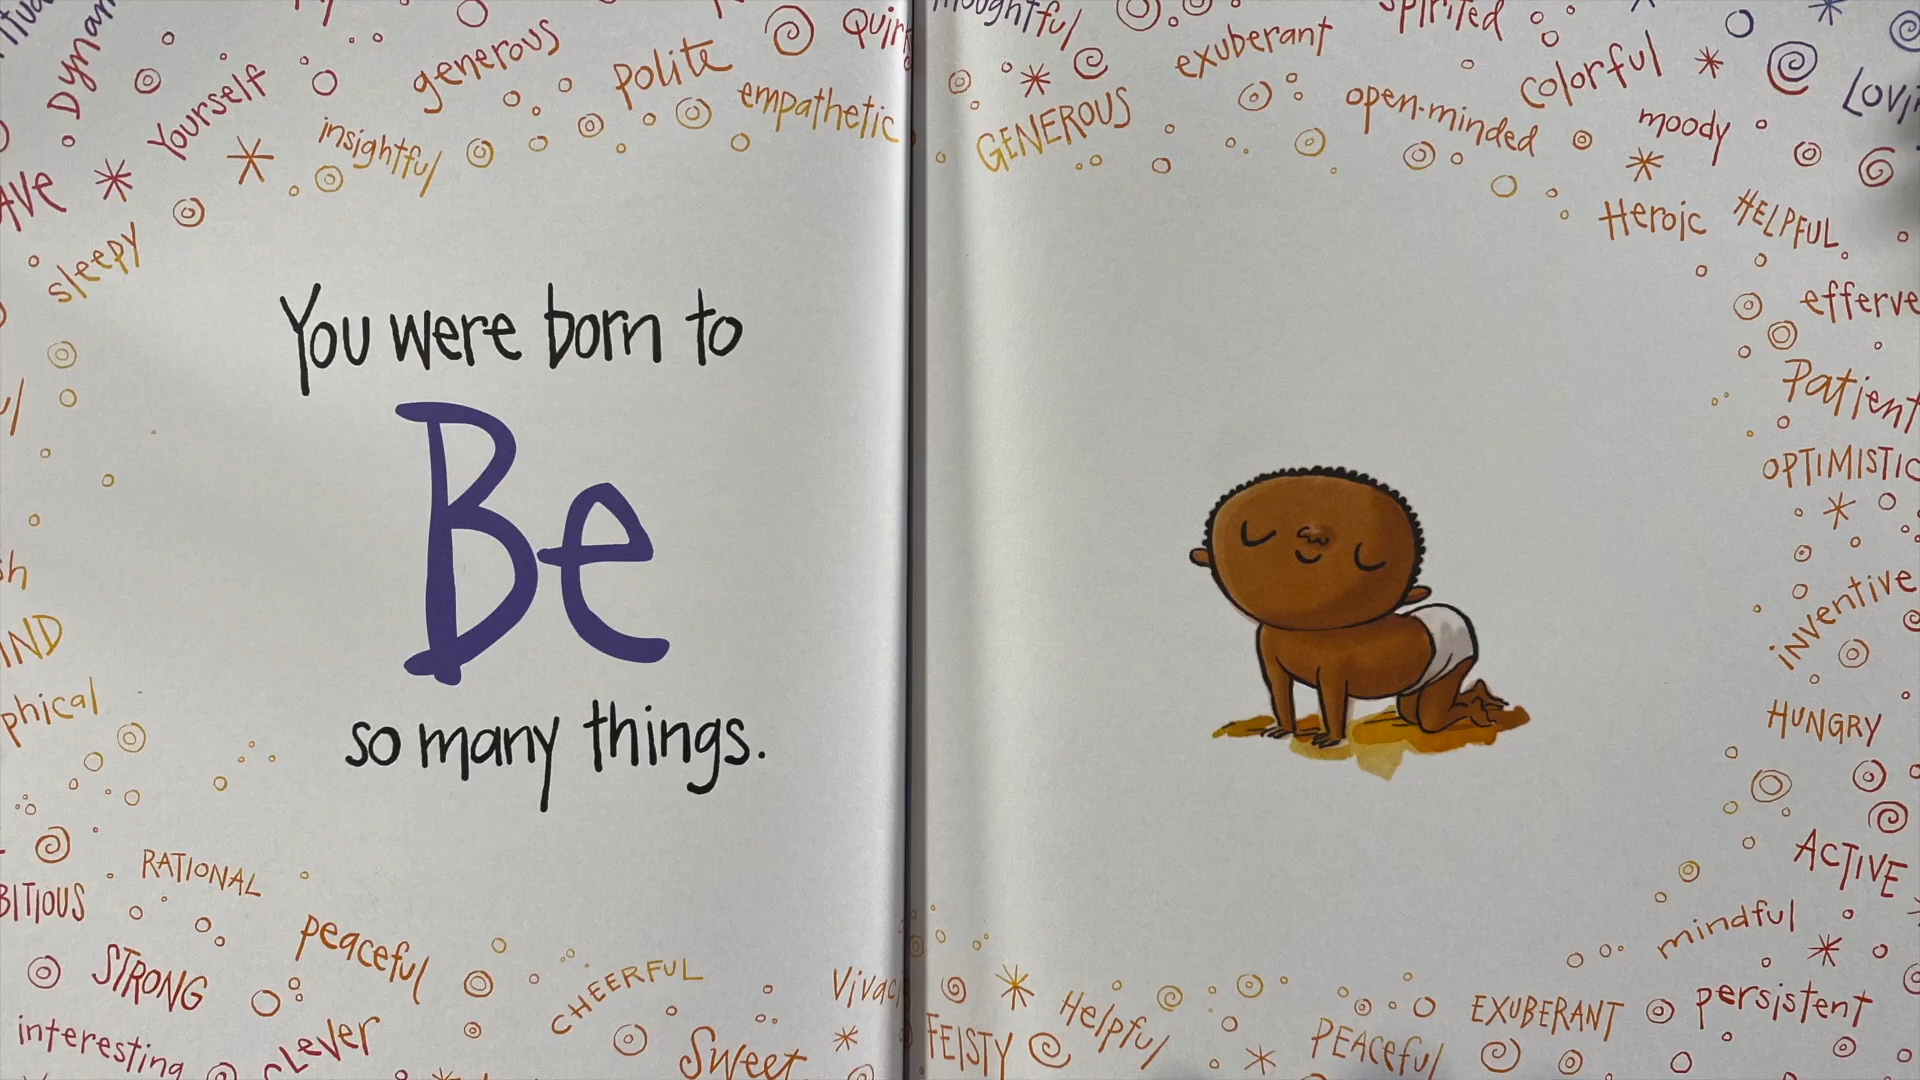 Quirk
Yourself
generous
polite
empathetic
insightful
sleepy
You were born to
Be
so many things.
RATIONAL
peaceful
STRONG
CHEERFUL
interesting
clever
Sweet
exuberant
GENEROUS
open-minded
colorful
moody
Heroic
HELPFUL
Patient
OPTIMISTIC
inventive
HUNGRY
ACTIVE
mindful
persistent
EXUBERANT
PEACEFUL
Helpful
FEISTY